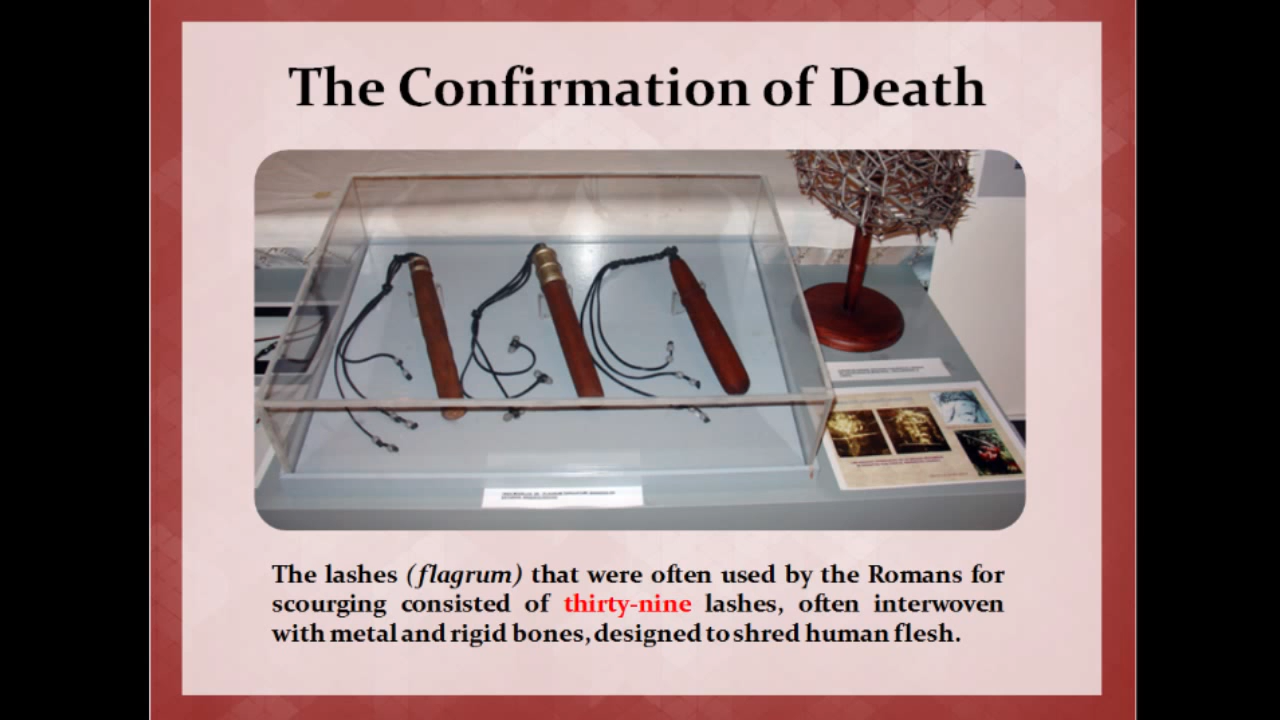 The Confirmation of Death
The lashes (flagrum) that were often used by the Romans for
scourging consisted of thirty-nine lashes, often interwoven
with metal and rigid bones, designed to shred human flesh.